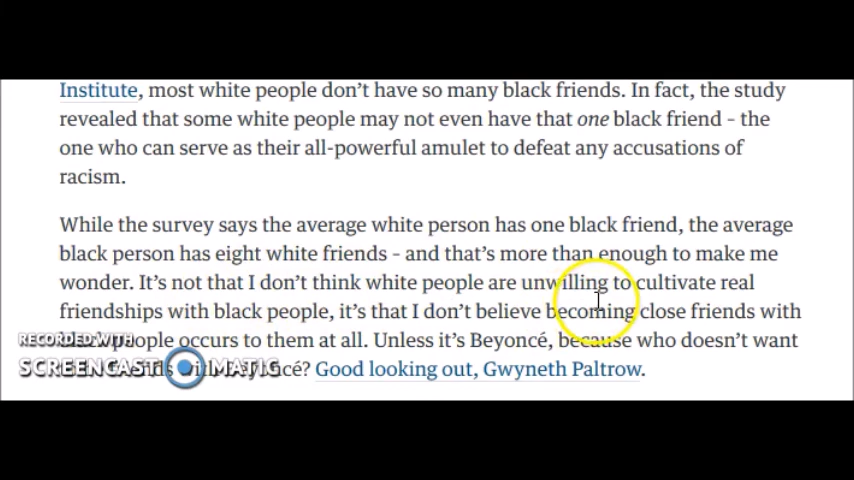 Institute, most white people don't have so many black friends. In fact, the study
revealed that some white people may not even have that one black friend – the
one who can serve as their all-powerful amulet to defeat any accusations of
racism.
While the survey says the average white person has one black friend, the average
black person has eight white friends – and that's more than enough to make me
wonder. It's not that I don't think white people are unwilling to cultivate real
friendships with black people, it's that I don't believe becoming close friends with
people occurs to them at all. Unless it's Beyoncé, because who doesn't want
with Beyoncé? Good looking out, Gwyneth Paltrow.
RECORDED WITH
SCREENCAST MATIC